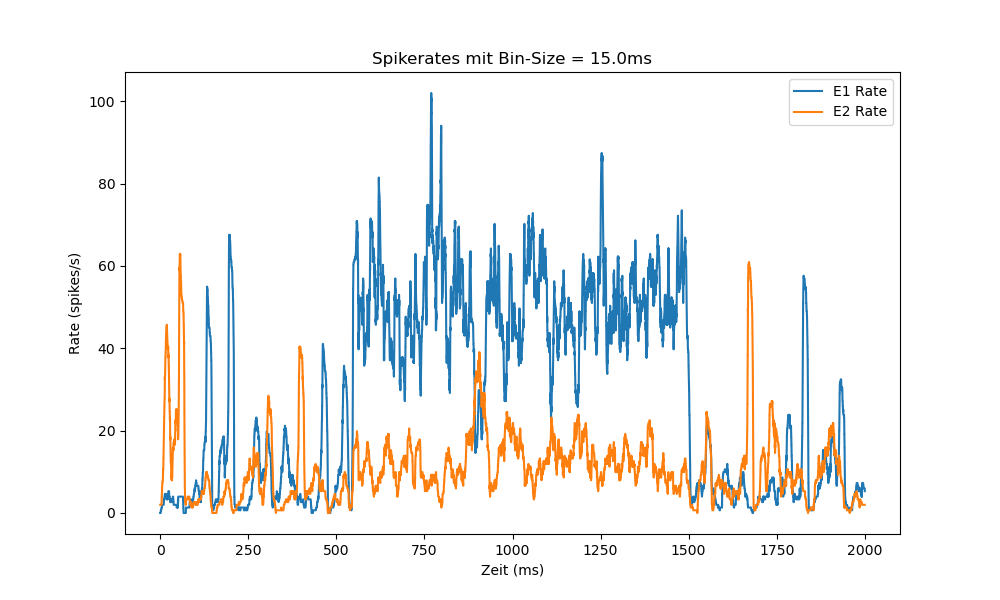 Spikerates mit Bin-Size = 15.0ms
E1 Rate
E2 Rate
Rate (spikes/s)
100
80
60
40
20
0
0 250 500 750 1000 1250 1500 1750 2000
Zeit (ms)